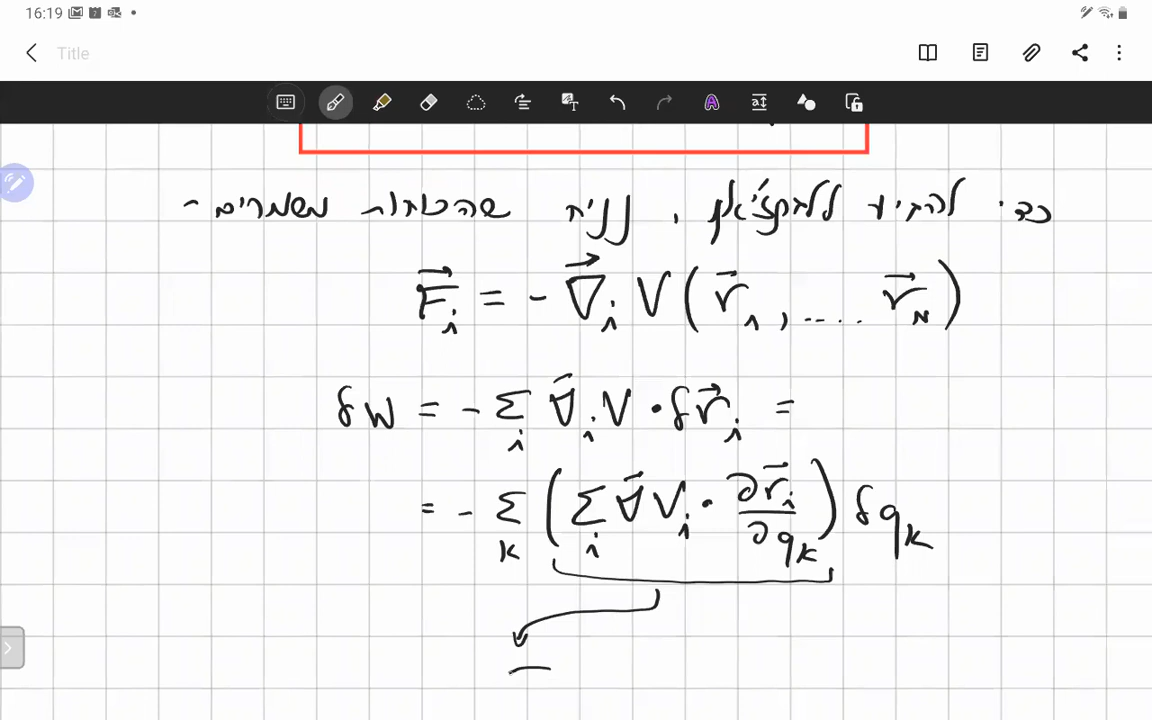 16:19
Title
כדי להגיע ללגרנז'יאן, נניח שהכוחות משמרים -
F⃗ᵢ = - ∇⃗ᵢ V ( r⃗₁, ..... r⃗ₙ )
δW = - Σᵢ ∇⃗ᵢ V · δr⃗ᵢ =
= - Σₖ ( Σᵢ ∇⃗ Vᵢ · ∂r⃗ᵢ/∂qₖ ) δqₖ